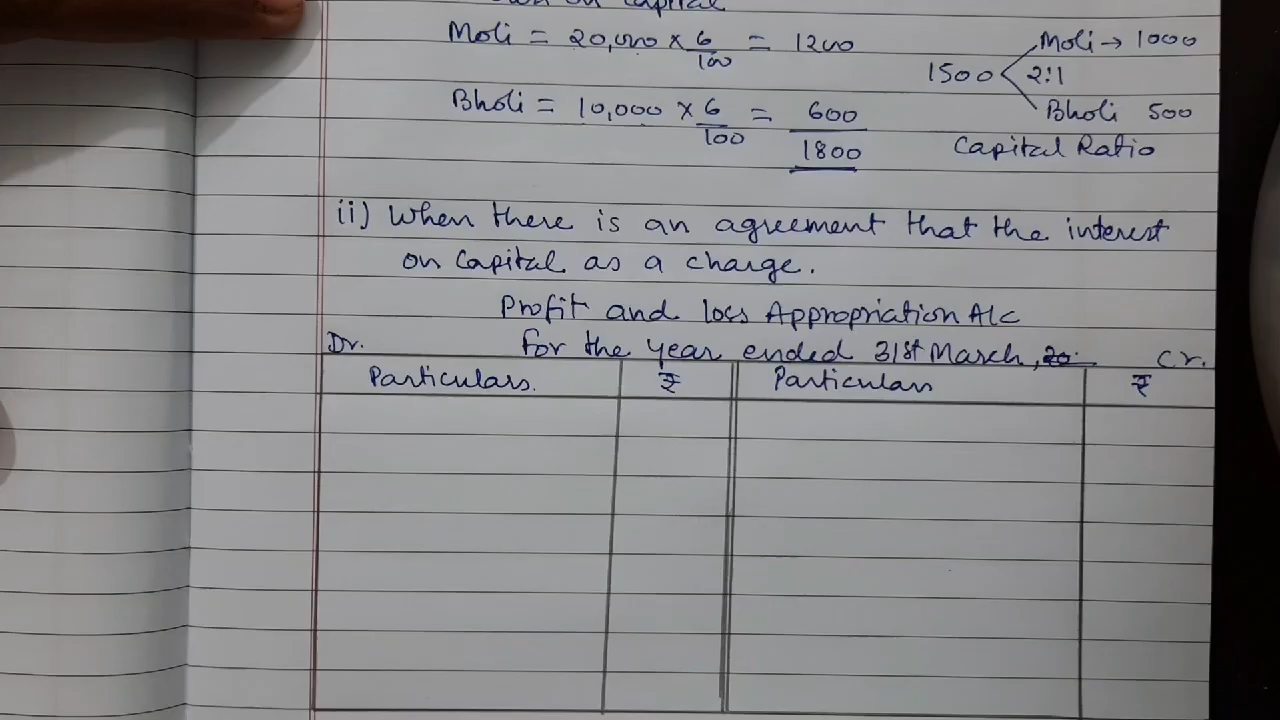 on capital
Moli = 20,000 × 6/100 = 1200
1500 < 2:1
Moli → 1000
Bholi 500
Bholi = 10,000 × 6/100 = 600
1800
Capital Ratio
ii) When there is an agreement that the interest
on Capital as a charge.
Profit and loss Appropriation A/c
Dr. for the year ended 31st March, Cr.
Particulars. ₹ Particulars ₹